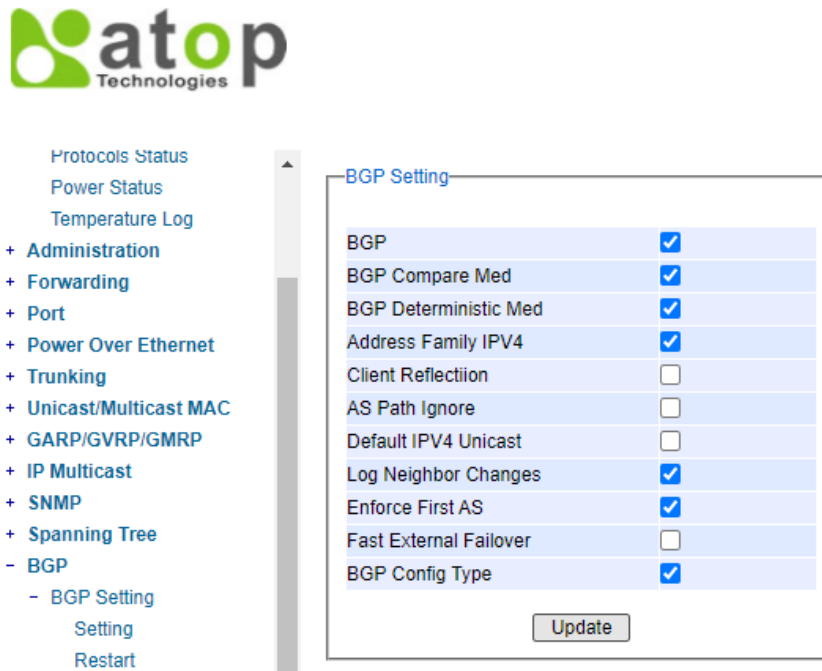 atop
Technologies
Protocols Status
Power Status
Temperature Log
+ Administration
+ Forwarding
+ Port
+ Power Over Ethernet
+ Trunking
+ Unicast/Multicast MAC
+ GARP/GVRP/GMRP
+ IP Multicast
+ SNMP
+ Spanning Tree
- BGP
- BGP Setting
Setting
Restart
BGP Setting
BGP
BGP Compare Med
BGP Deterministic Med
Address Family IPV4
Client Reflectiion
AS Path Ignore
Default IPV4 Unicast
Log Neighbor Changes
Enforce First AS
Fast External Failover
BGP Config Type
Update